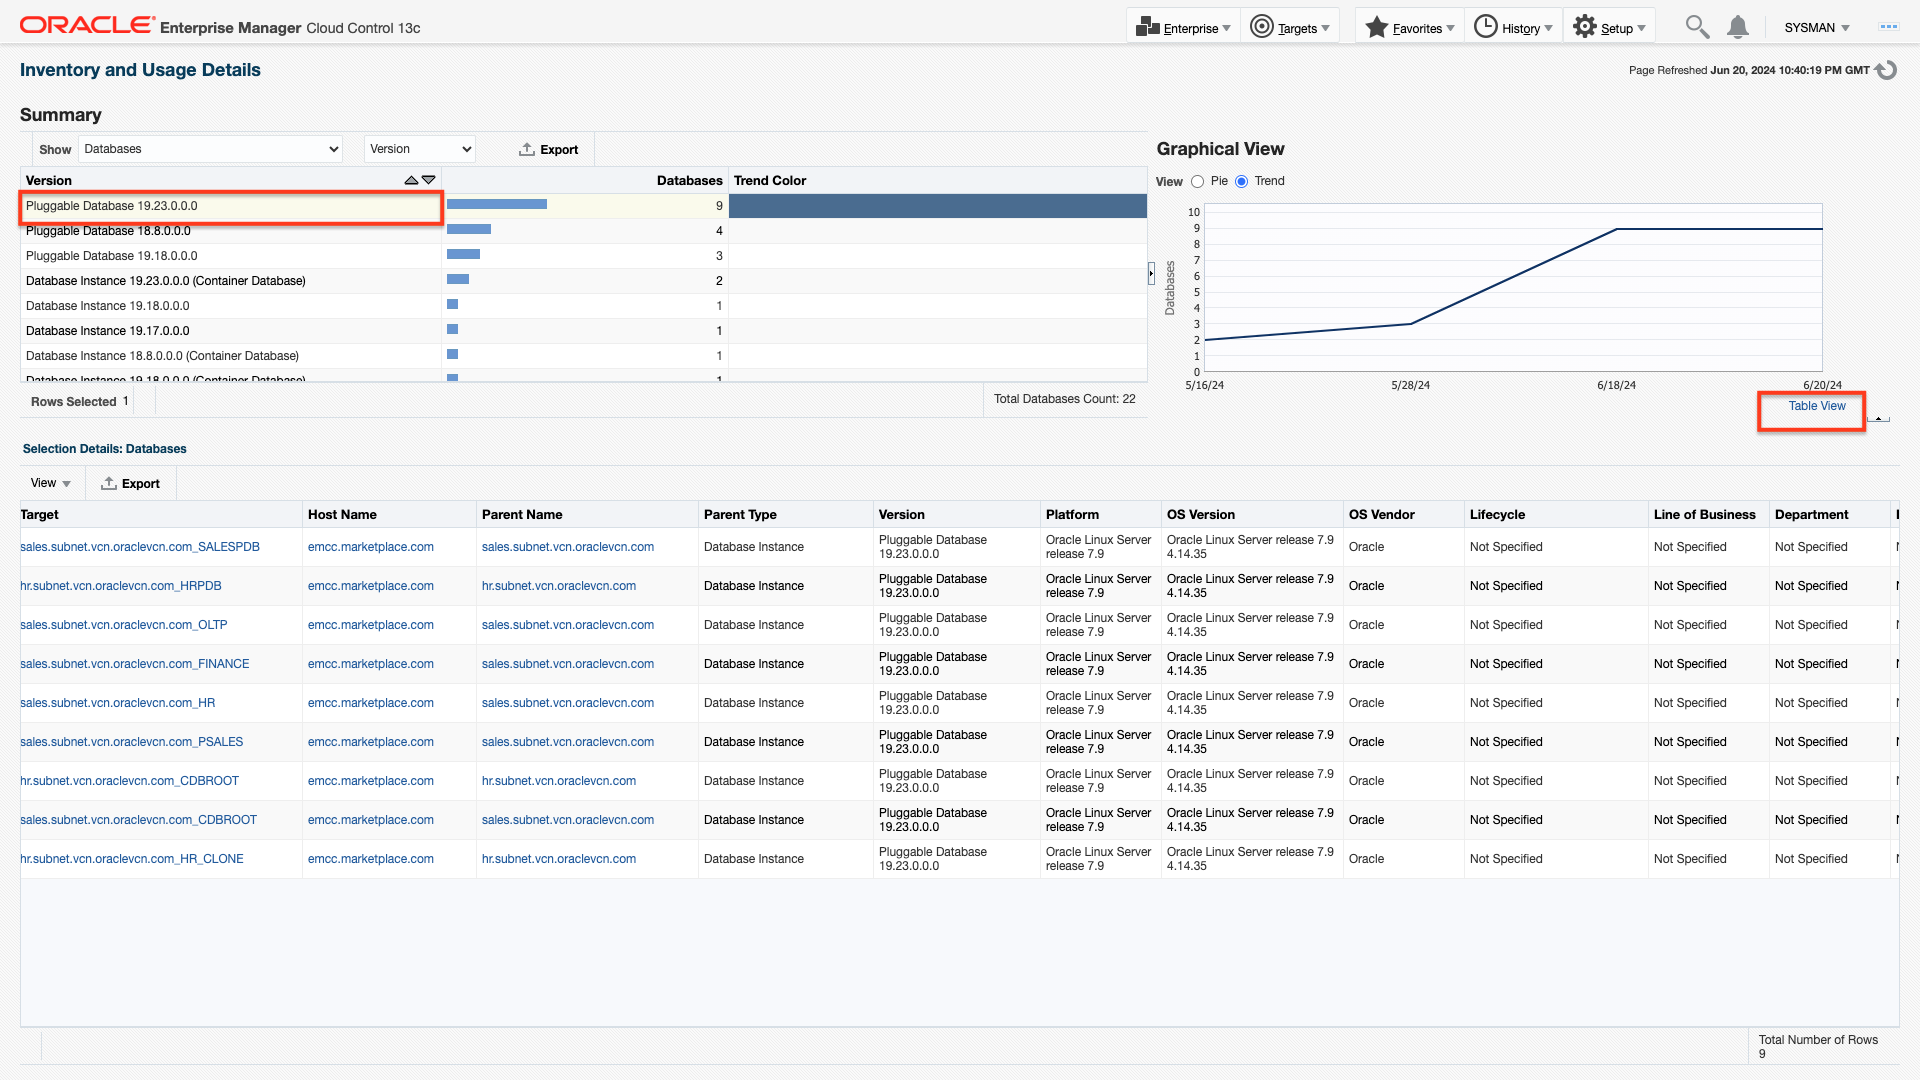 ORACLE Enterprise Manager Cloud Control 13c
Enterprise Targets Favorites History Setup SYSMAN
Inventory and Usage Details
Page Refreshed Jun 20, 2024 10:40:19 PM GMT
Summary
Show Databases Version Export
Version Databases Trend Color
Pluggable Database 19.23.0.0.0 9
Pluggable Database 18.8.0.0.0 4
Pluggable Database 19.18.0.0.0 3
Database Instance 19.23.0.0.0 (Container Database) 2
Database Instance 19.18.0.0.0 1
Database Instance 19.17.0.0.0 1
Database Instance 18.8.0.0.0 (Container Database) 1
Database Instance 19.18.0.0.0 (Container Database) 1
Rows Selected 1
Total Databases Count: 22
Graphical View
View Pie Trend
Databases
10
9
8
7
6
5
4
3
2
1
0
5/16/24 5/28/24 6/18/24 6/20/24
Table View
Selection Details: Databases
View Export
Target Host Name Parent Name Parent Type Version Platform OS Version OS Vendor Lifecycle Line of Business Department
sales.subnet.vcn.oraclevcn.com_SALESPDB emcc.marketplace.com sales.subnet.vcn.oraclevcn.com Database Instance Pluggable Database 19.23.0.0.0 Oracle Linux Server release 7.9 Oracle Linux Server release 7.9 4.14.35 Oracle Not Specified Not Specified Not Specified
hr.subnet.vcn.oraclevcn.com_HRPDB emcc.marketplace.com hr.subnet.vcn.oraclevcn.com Database Instance Pluggable Database 19.23.0.0.0 Oracle Linux Server release 7.9 Oracle Linux Server release 7.9 4.14.35 Oracle Not Specified Not Specified Not Specified
sales.subnet.vcn.oraclevcn.com_OLTP emcc.marketplace.com sales.subnet.vcn.oraclevcn.com Database Instance Pluggable Database 19.23.0.0.0 Oracle Linux Server release 7.9 Oracle Linux Server release 7.9 4.14.35 Oracle Not Specified Not Specified Not Specified
sales.subnet.vcn.oraclevcn.com_FINANCE emcc.marketplace.com sales.subnet.vcn.oraclevcn.com Database Instance Pluggable Database 19.23.0.0.0 Oracle Linux Server release 7.9 Oracle Linux Server release 7.9 4.14.35 Oracle Not Specified Not Specified Not Specified
sales.subnet.vcn.oraclevcn.com_HR emcc.marketplace.com sales.subnet.vcn.oraclevcn.com Database Instance Pluggable Database 19.23.0.0.0 Oracle Linux Server release 7.9 Oracle Linux Server release 7.9 4.14.35 Oracle Not Specified Not Specified Not Specified
sales.subnet.vcn.oraclevcn.com_PSALES emcc.marketplace.com sales.subnet.vcn.oraclevcn.com Database Instance Pluggable Database 19.23.0.0.0 Oracle Linux Server release 7.9 Oracle Linux Server release 7.9 4.14.35 Oracle Not Specified Not Specified Not Specified
hr.subnet.vcn.oraclevcn.com_CDBROOT emcc.marketplace.com hr.subnet.vcn.oraclevcn.com Database Instance Pluggable Database 19.23.0.0.0 Oracle Linux Server release 7.9 Oracle Linux Server release 7.9 4.14.35 Oracle Not Specified Not Specified Not Specified
sales.subnet.vcn.oraclevcn.com_CDBROOT emcc.marketplace.com sales.subnet.vcn.oraclevcn.com Database Instance Pluggable Database 19.23.0.0.0 Oracle Linux Server release 7.9 Oracle Linux Server release 7.9 4.14.35 Oracle Not Specified Not Specified Not Specified
hr.subnet.vcn.oraclevcn.com_HR_CLONE emcc.marketplace.com hr.subnet.vcn.oraclevcn.com Database Instance Pluggable Database 19.23.0.0.0 Oracle Linux Server release 7.9 Oracle Linux Server release 7.9 4.14.35 Oracle Not Specified Not Specified Not Specified
Total Number of Rows
9